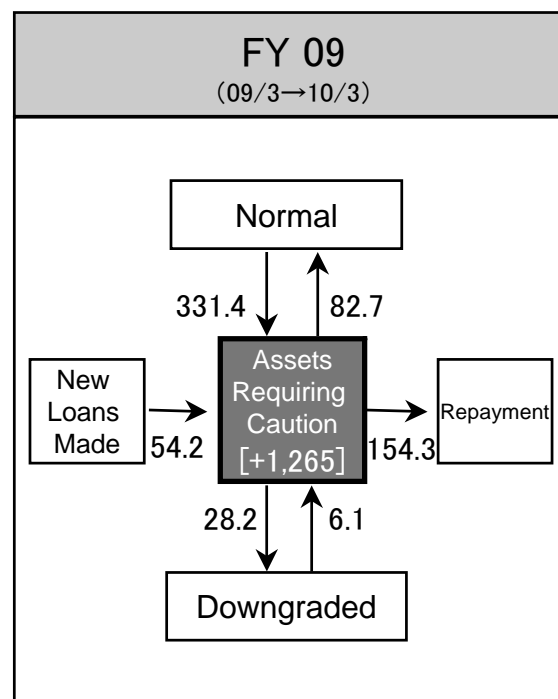 FY 09
(09/3→10/3)
Normal
331.4
82.7
New
Loans
Made
54.2
Assets
Requiring
Caution
[+1,265]
154.3
Repayment
28.2
6.1
Downgraded